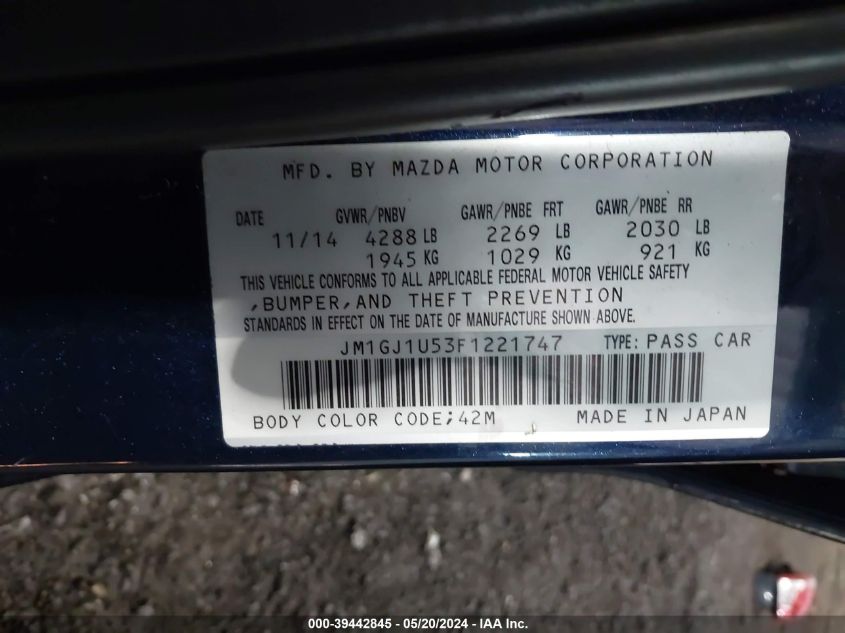 MFD. BY MAZDA MOTOR CORPORATION
DATE GVWR/PNBV GAWR/PNBE FRT GAWR/PNBE RR
11/14 4288 LB 2269 LB 2030 LB
1945 KG 1029 KG 921 KG
THIS VEHICLE CONFORMS TO ALL APPLICABLE FEDERAL MOTOR VEHICLE SAFETY
,BUMPER,AND THEFT PREVENTION
STANDARDS IN EFFECT ON THE DATE OF MANUFACTURE SHOWN ABOVE.
JM1GJ1U53F1221747 TYPE: PASS CAR
BODY COLOR CODE;42M MADE IN JAPAN
000-39442845 - 05/20/2024 - IAA Inc.